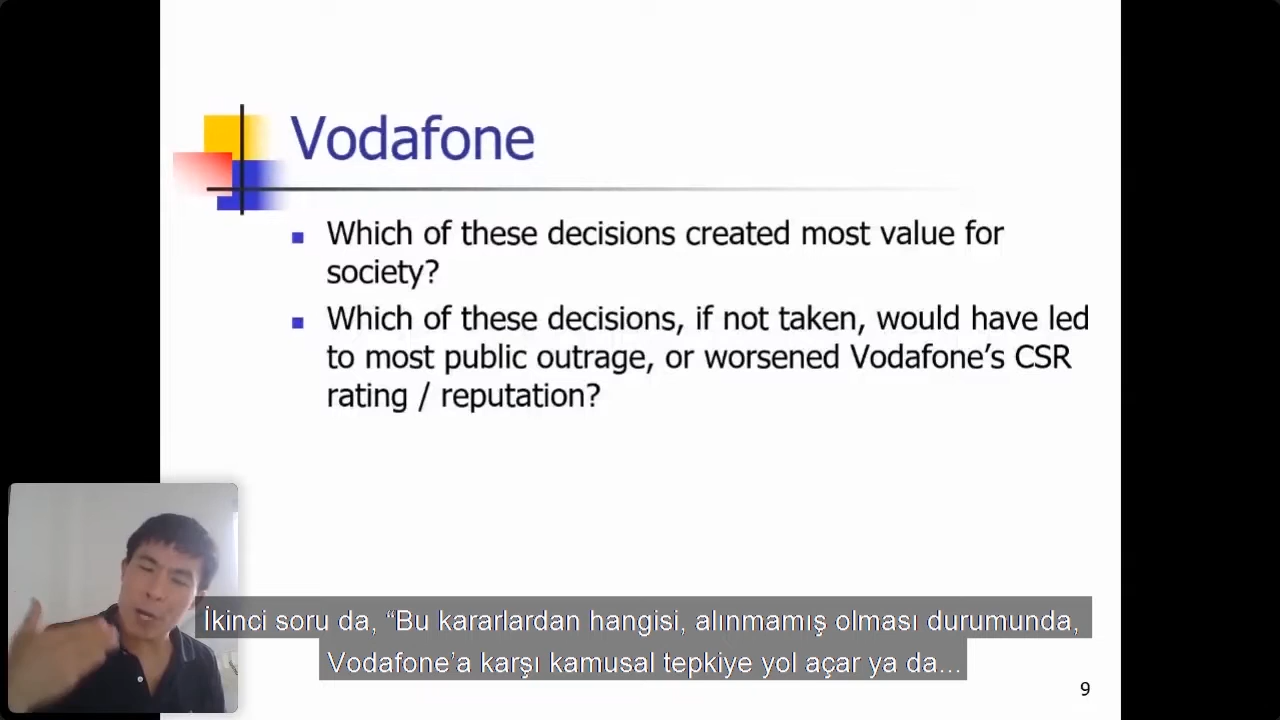 Vodafone
Which of these decisions created most value for
society?
Which of these decisions, if not taken, would have led
to most public outrage, or worsened Vodafone’s CSR
rating / reputation?
İkinci soru da, “Bu kararlardan hangisi, alınmamış olması durumunda,
Vodafone’a karşı kamusal tepkiye yol açar ya da...
9